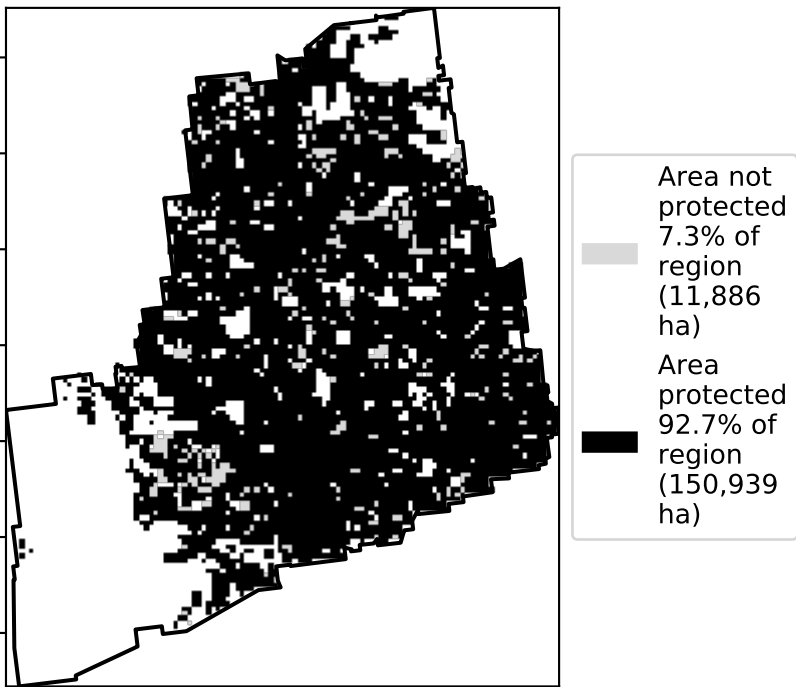 Area not
protected
7.3% of
region
(11,886
ha)
Area
protected
92.7% of
region
(150,939
ha)